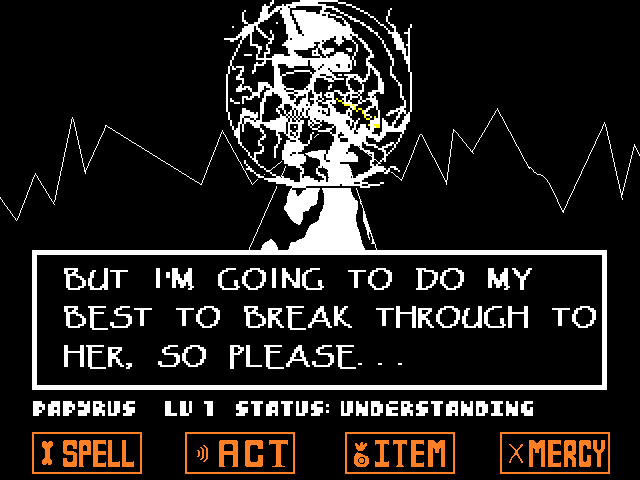 BUT I'M GOING TO DO MY
BEST TO BREAK THROUGH TO
HER, SO PLEASE...
PAPYRUS LV 1 STATUS: UNDERSTANDING
SPELL ACT ITEM MERCY